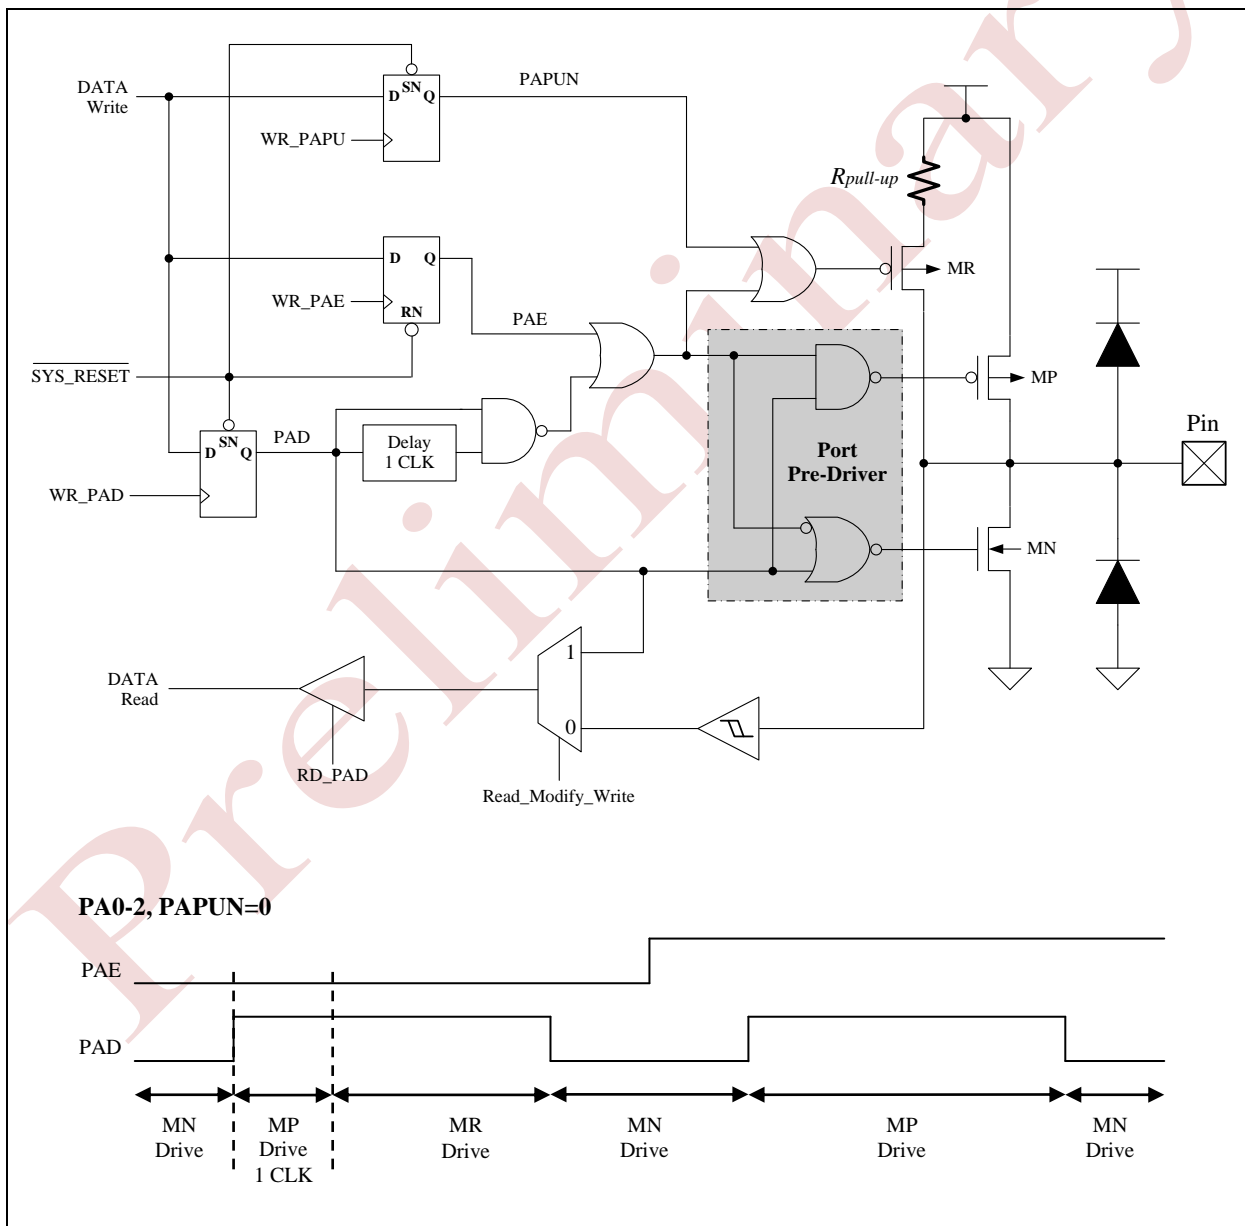 Preliminary
DATA
Write
SN
D
Q
PAPUN
WR_PAPU
Rpull-up
D
Q
WR_PAE
RN
PAE
MR
SYS_RESET
MP
SN
D
Q
PAD
Delay
1 CLK
Port
Pre-Driver
Pin
WR_PAD
MN
1
0
DATA
Read
RD_PAD
Read_Modify_Write
PA0-2, PAPUN=0
PAE
PAD
MN
Drive
MP
Drive
1 CLK
MR
Drive
MN
Drive
MP
Drive
MN
Drive